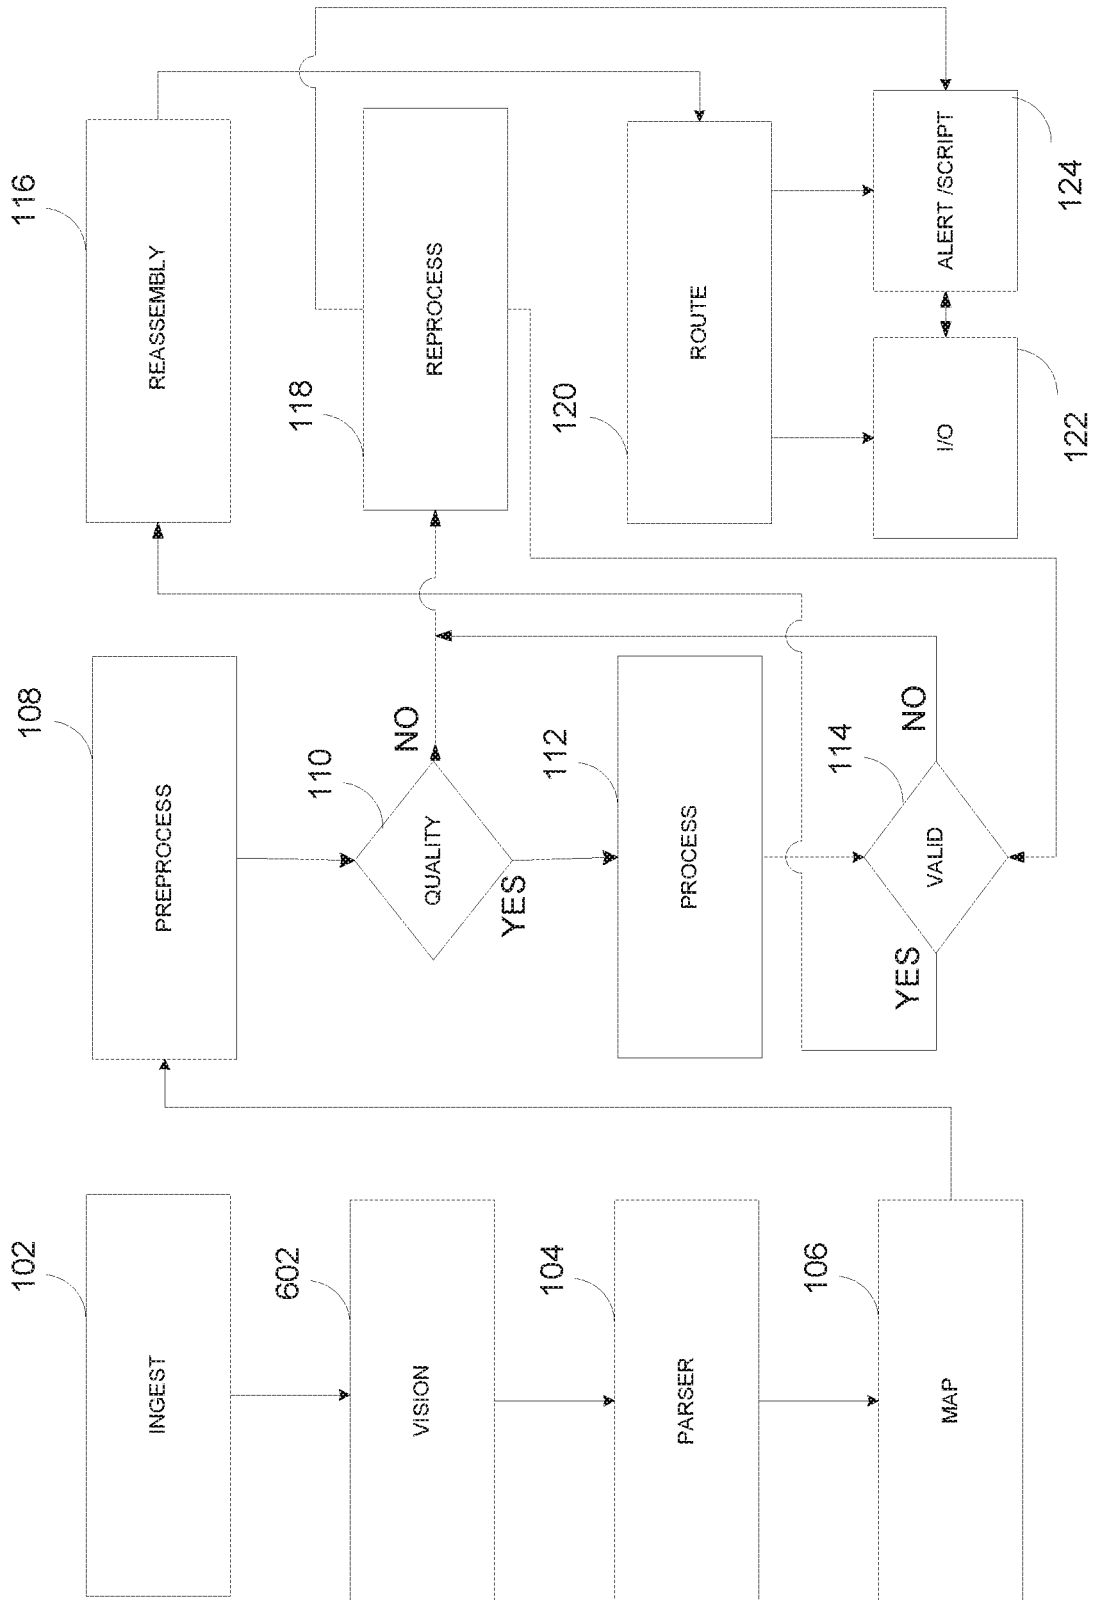 102
INGEST
602
VISION
104
PARSER
106
MAP
108
PREPROCESS
110
QUALITY
NO
YES
112
PROCESS
114
VALID
NO
YES
116
REASSEMBLY
118
REPROCESS
120
ROUTE
I/O
122
ALERT /SCRIPT
124